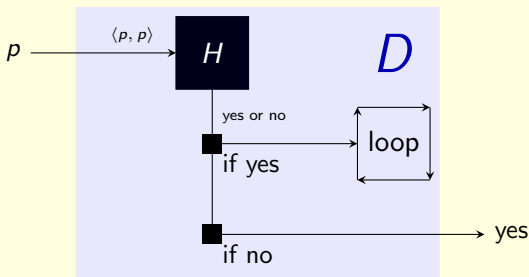 p
⟨p, p⟩
H
D
yes or no
if yes
loop
if no
yes